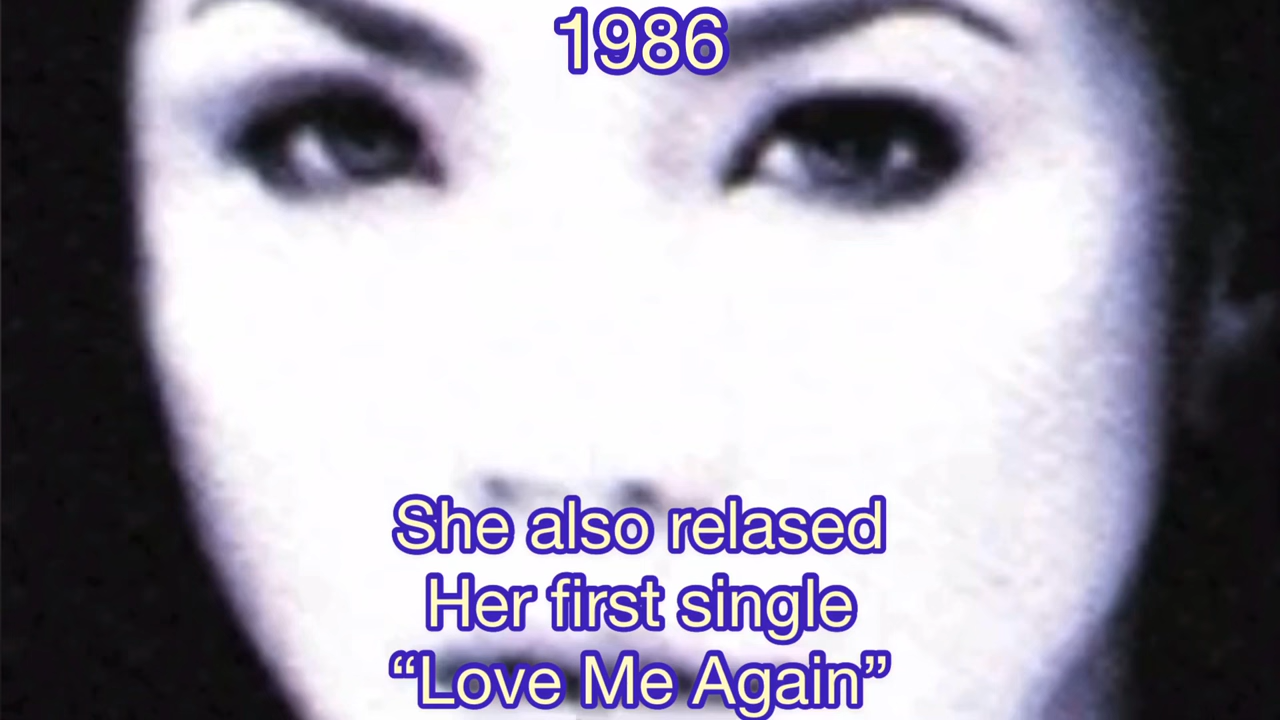 1986
She also relased
Her first single
“Love Me Again”